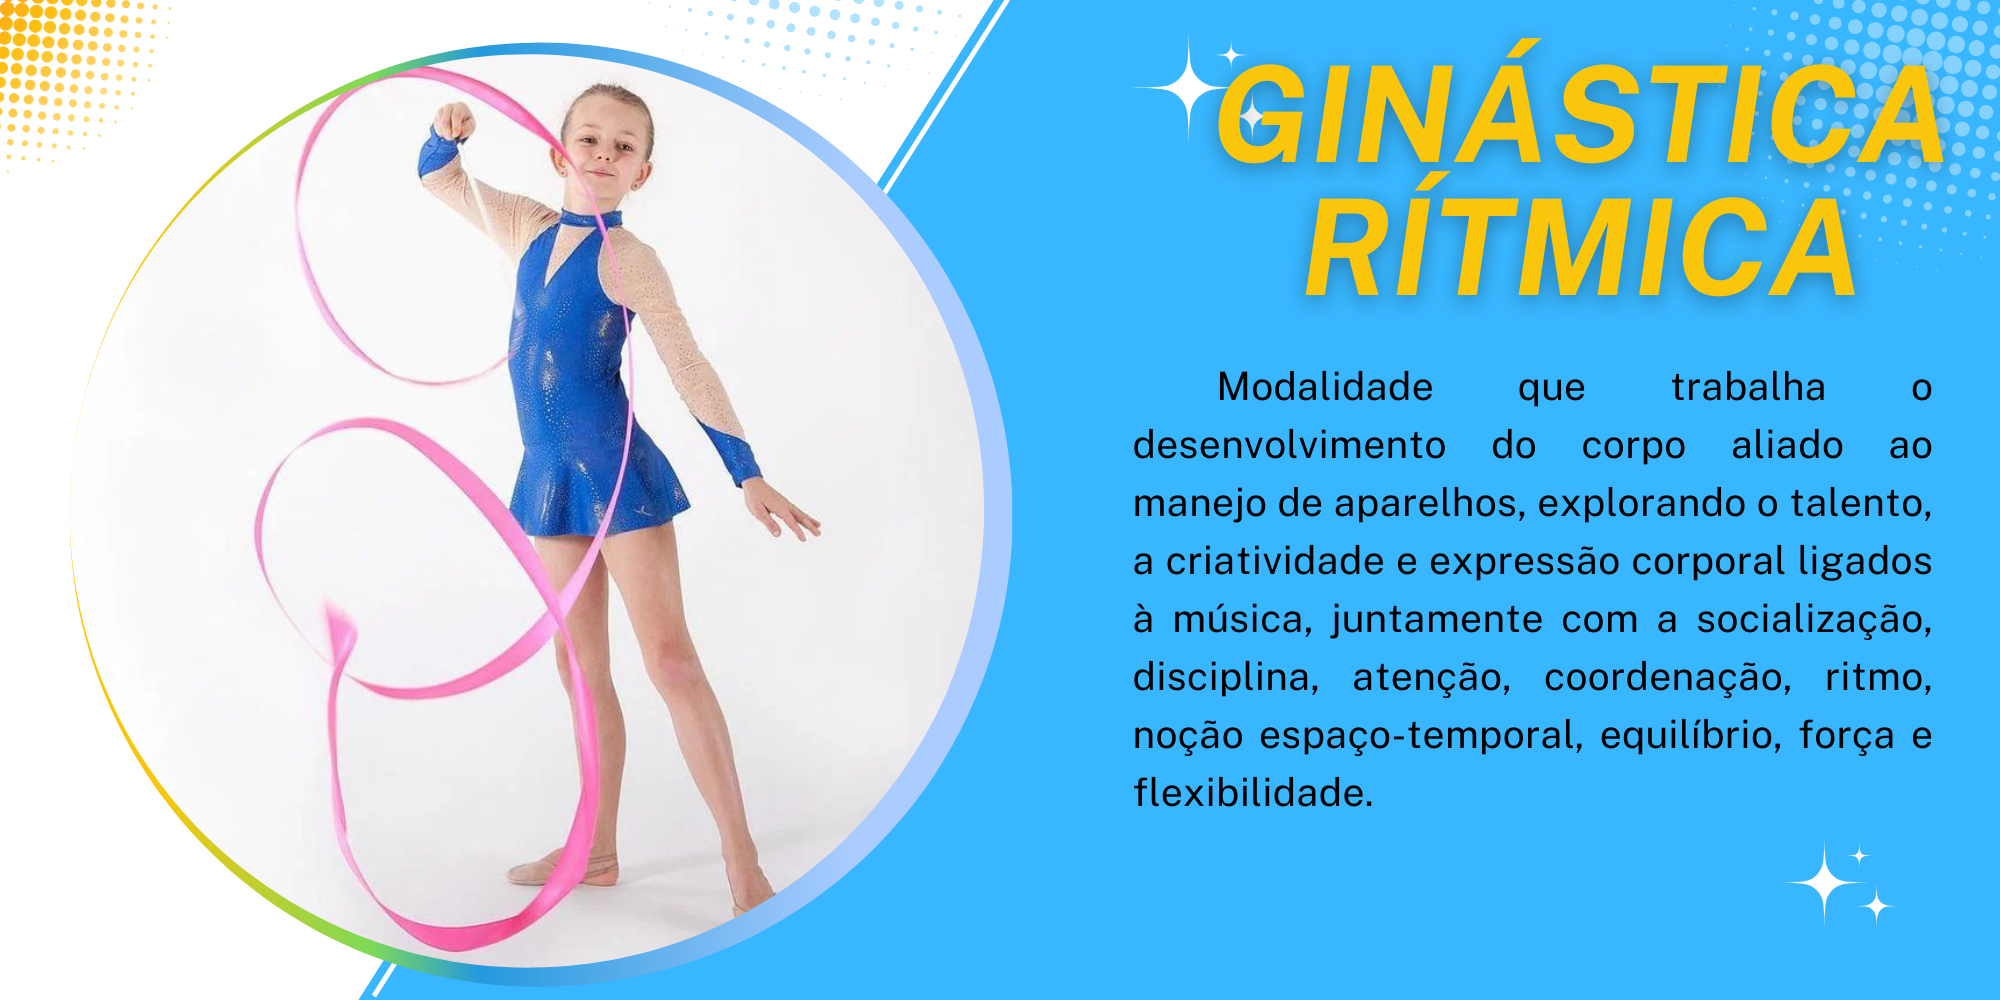 GINÁSTICA
RÍTMICA
Modalidade que trabalha o
desenvolvimento do corpo aliado ao
manejo de aparelhos, explorando o talento,
a criatividade e expressão corporal ligados
à música, juntamente com a socialização,
disciplina, atenção, coordenação, ritmo,
noção espaço-temporal, equilíbrio, força e
flexibilidade.